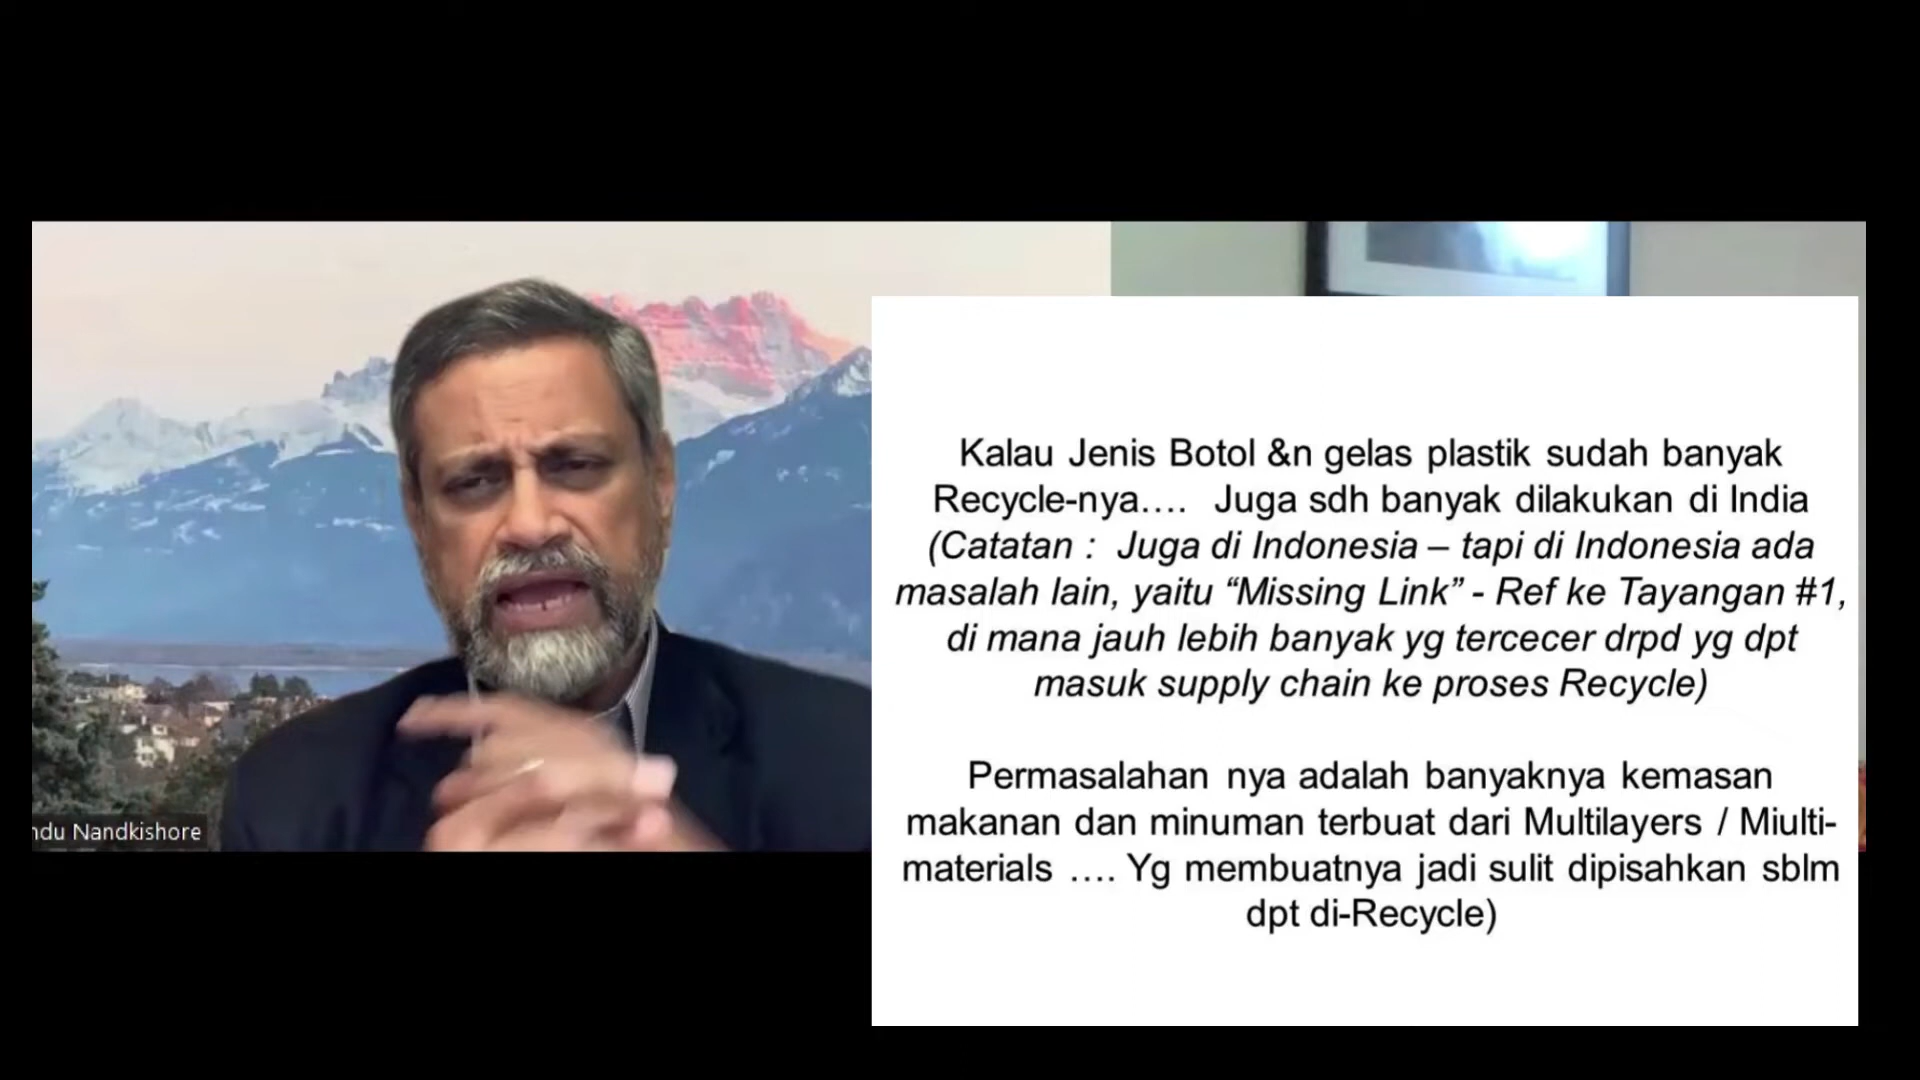 Kalau Jenis Botol &n gelas plastik sudah banyak
Recycle-nya.... Juga sdh banyak dilakukan di India
(Catatan : Juga di Indonesia – tapi di Indonesia ada
masalah lain, yaitu “Missing Link” - Ref ke Tayangan #1,
di mana jauh lebih banyak yg tercecer drpd yg dpt
masuk supply chain ke proses Recycle)
Permasalahan nya adalah banyaknya kemasan
makanan dan minuman terbuat dari Multilayers / Miulti-
materials .... Yg membuatnya jadi sulit dipisahkan sblm
dpt di-Recycle)
ndu Nandkishore